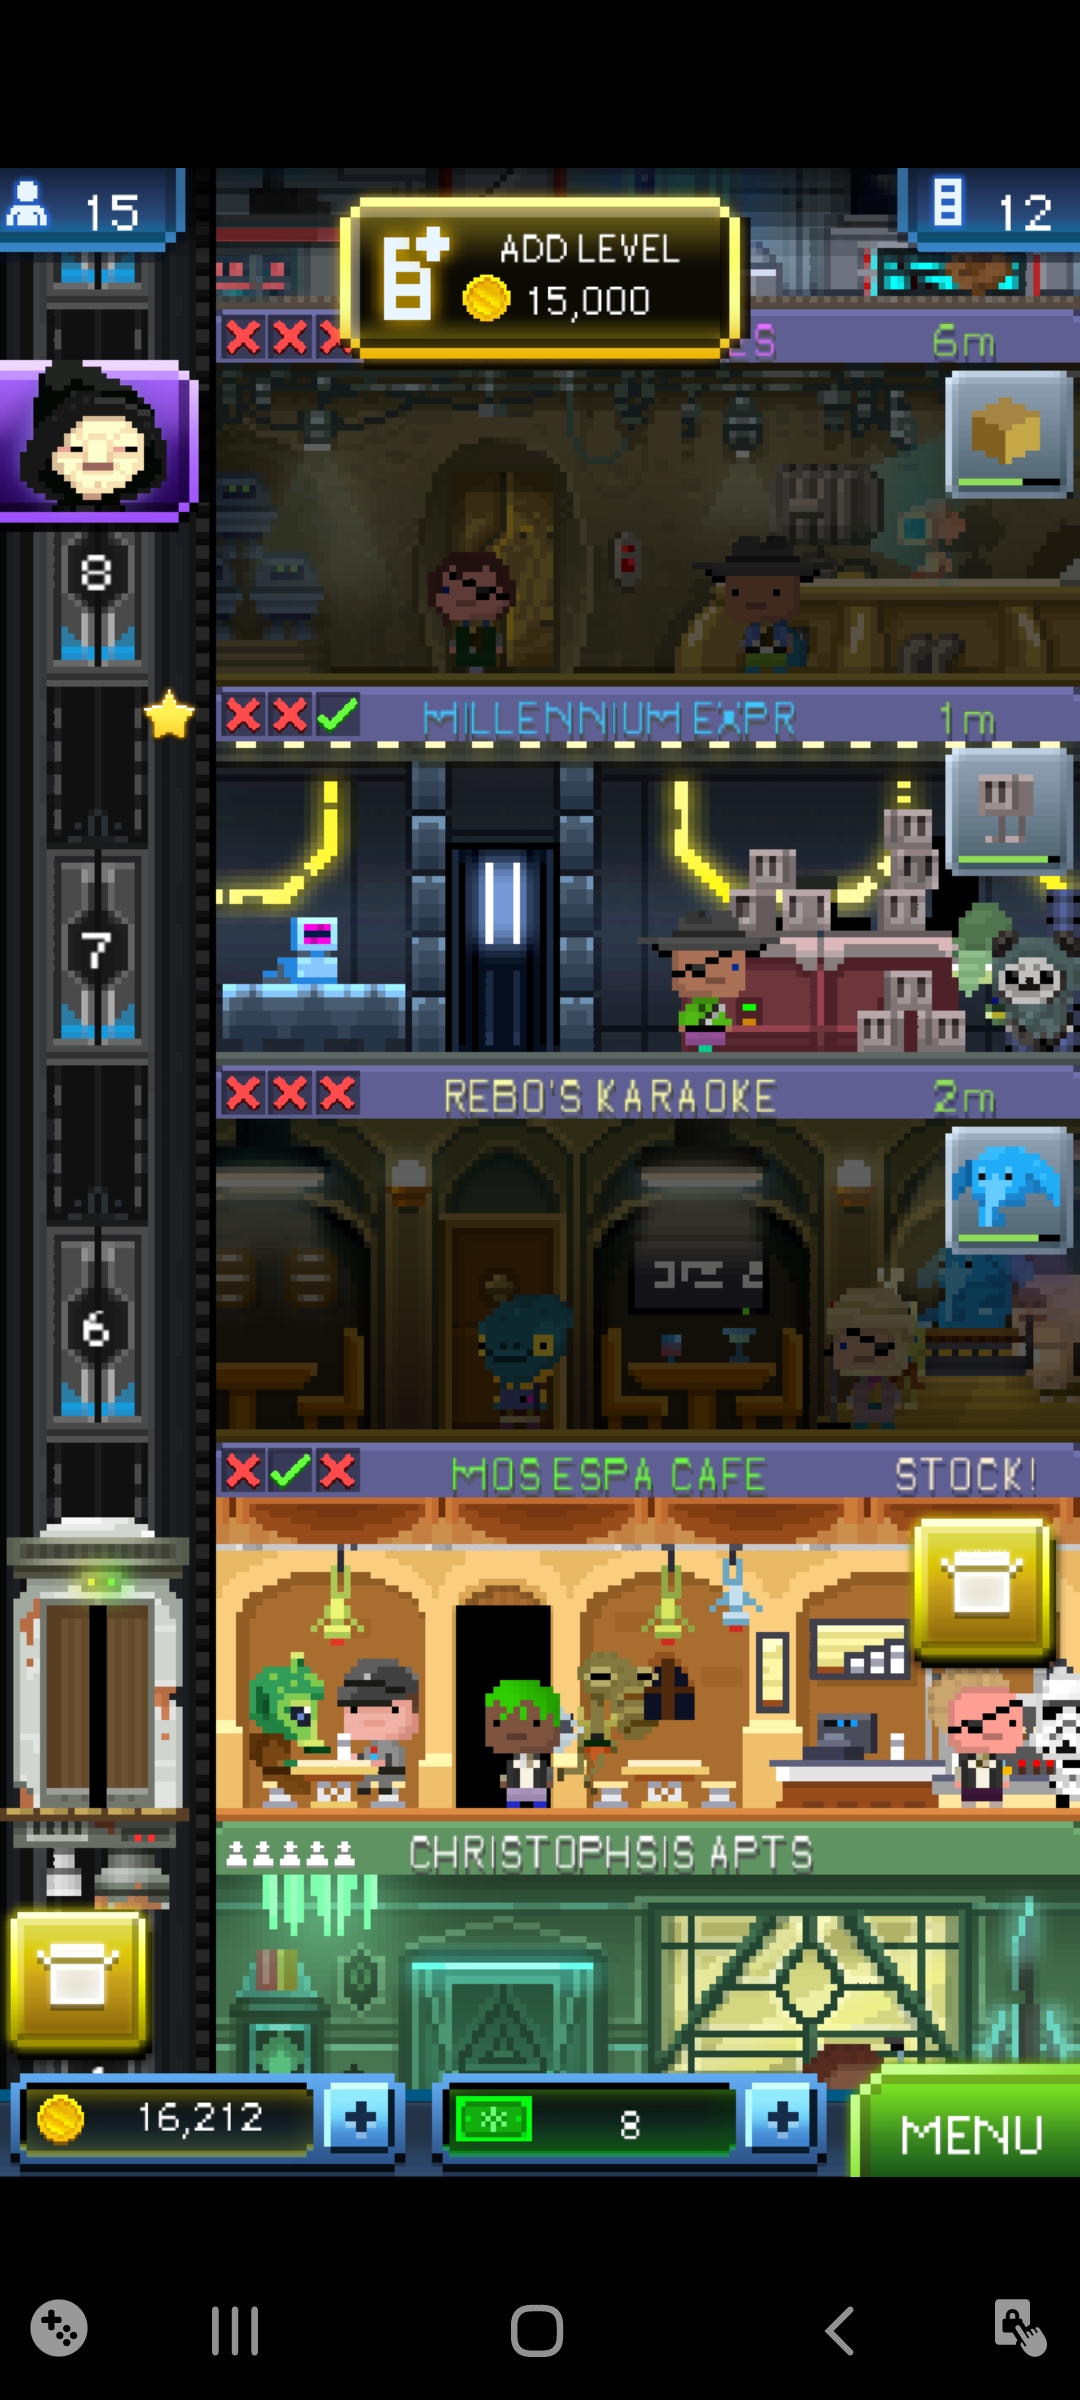 15
12
ADD LEVEL
15,000
6m
8
MILLENNIUM EXPR 1m
7
REBO'S KARAOKE 2m
6
MOS ESPA CAFE STOCK!
CHRISTOPHSIS APTS
16,212
8
MENU